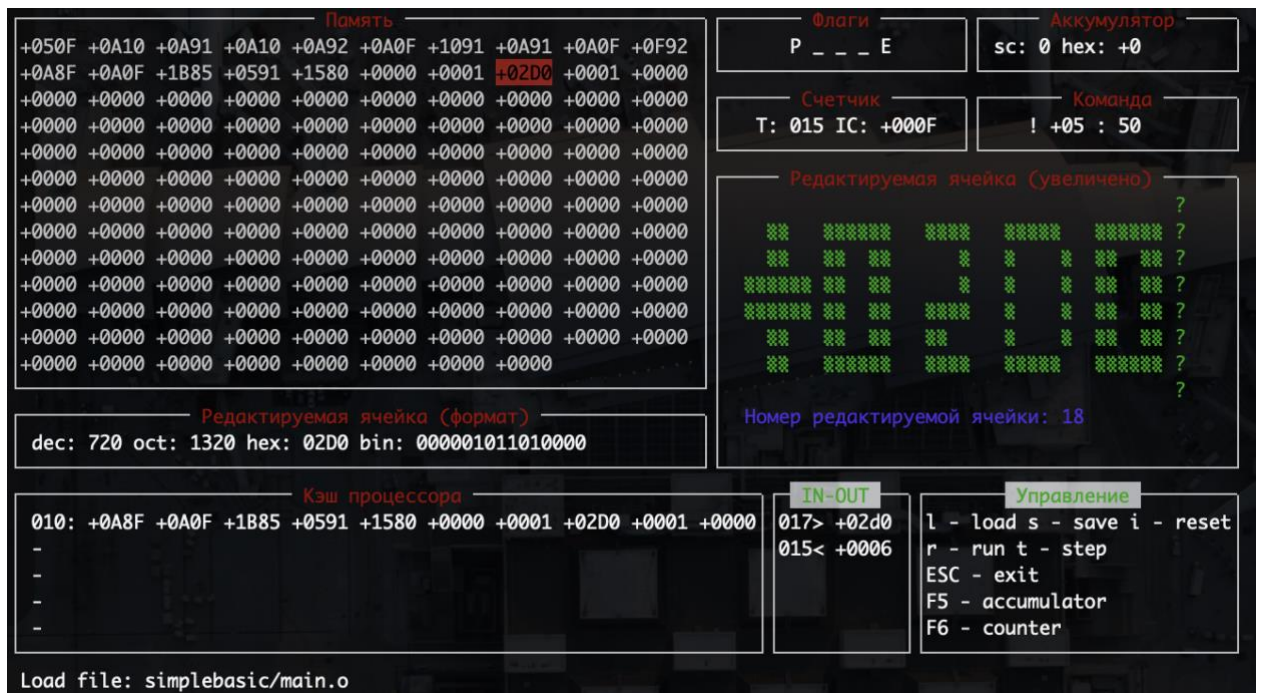 Память
+050F +0A10 +0A91 +0A10 +0A92 +0A0F +1091 +0A91 +0A0F +0F92
+0A8F +0A0F +1B85 +0591 +1580 +0000 +0001 +02D0 +0001 +0000
+0000 +0000 +0000 +0000 +0000 +0000 +0000 +0000 +0000 +0000
+0000 +0000 +0000 +0000 +0000 +0000 +0000 +0000 +0000 +0000
+0000 +0000 +0000 +0000 +0000 +0000 +0000 +0000 +0000 +0000
+0000 +0000 +0000 +0000 +0000 +0000 +0000 +0000 +0000 +0000
+0000 +0000 +0000 +0000 +0000 +0000 +0000 +0000 +0000 +0000
+0000 +0000 +0000 +0000 +0000 +0000 +0000 +0000 +0000 +0000
+0000 +0000 +0000 +0000 +0000 +0000 +0000 +0000 +0000 +0000
+0000 +0000 +0000 +0000 +0000 +0000 +0000 +0000 +0000 +0000
+0000 +0000 +0000 +0000 +0000 +0000 +0000 +0000 +0000 +0000
+0000 +0000 +0000 +0000 +0000 +0000 +0000 +0000 +0000 +0000
+0000 +0000 +0000 +0000 +0000 +0000 +0000 +0000
Флаги
P _ _ _ E
Аккумулятор
sc: 0 hex: +0
Счетчик
T: 015 IC: +000F
Команда
! +05 : 50
Редактируемая ячейка (увеличено)
?
?
?
?
?
?
?
?
+02D0
Номер редактируемой ячейки: 18
Редактируемая ячейка (формат)
dec: 720 oct: 1320 hex: 02D0 bin: 000001011010000
Кэш процессора
010: +0A8F +0A0F +1B85 +0591 +1580 +0000 +0001 +02D0 +0001 +0000
-
-
-
-
IN-OUT
017> +02d0
015< +0006
Управление
l - load s - save i - reset
r - run t - step
ESC - exit
F5 - accumulator
F6 - counter
Load file: simplebasic/main.o